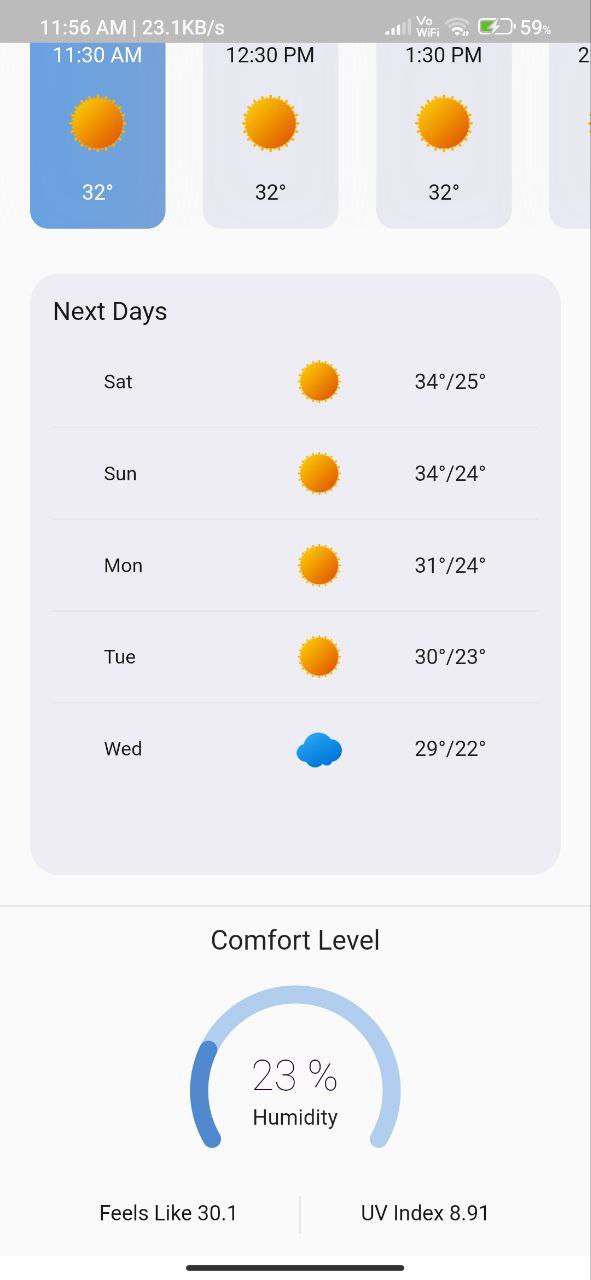 11:56 AM | 23.1KB/s Vo WiFi 59%
11:30 AM 12:30 PM 1:30 PM 2
32° 32° 32°
Next Days
Sat 34°/25°
Sun 34°/24°
Mon 31°/24°
Tue 30°/23°
Wed 29°/22°
Comfort Level
23 %
Humidity
Feels Like 30.1 UV Index 8.91